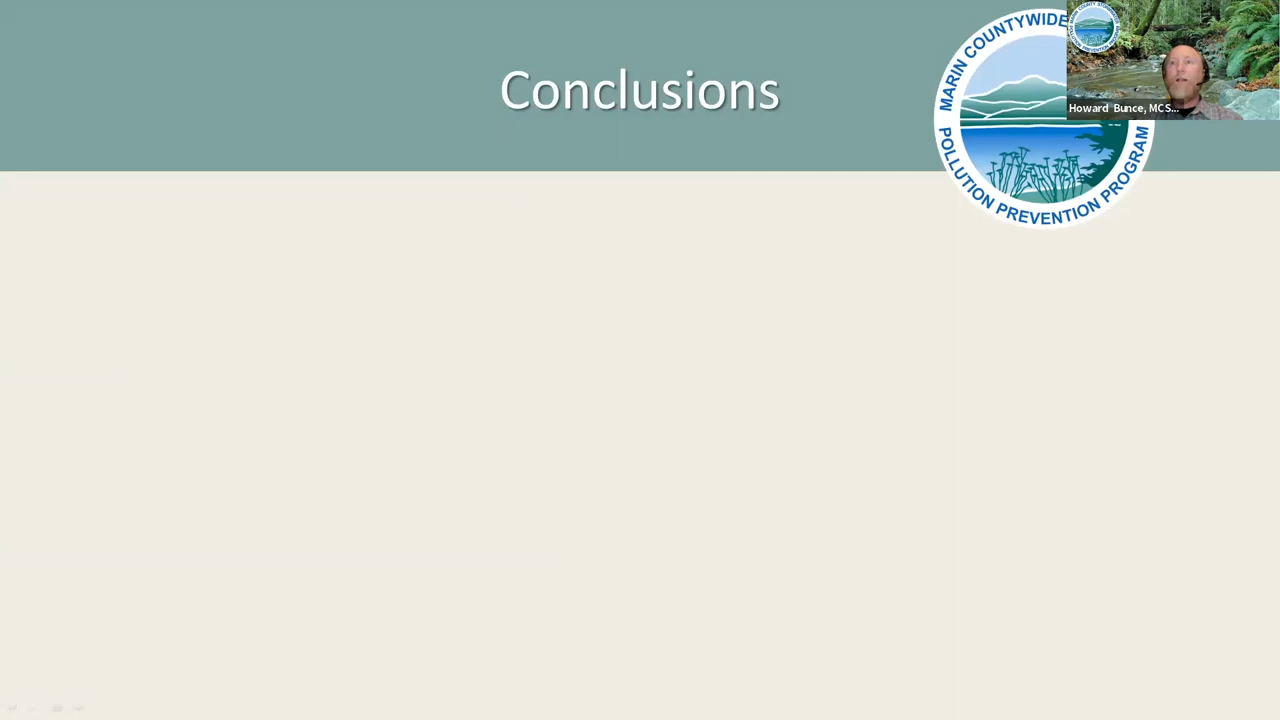 Conclusions
MARIN COUNTYWIDE
POLLUTION PREVENTION PROGRAM
Howard Bunce, MCS...